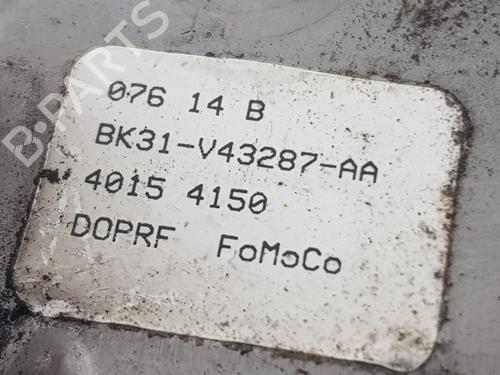 B-PARTS
076 14 B
BK31-V43287-AA
4015 4150
DOPRF FoMoCo